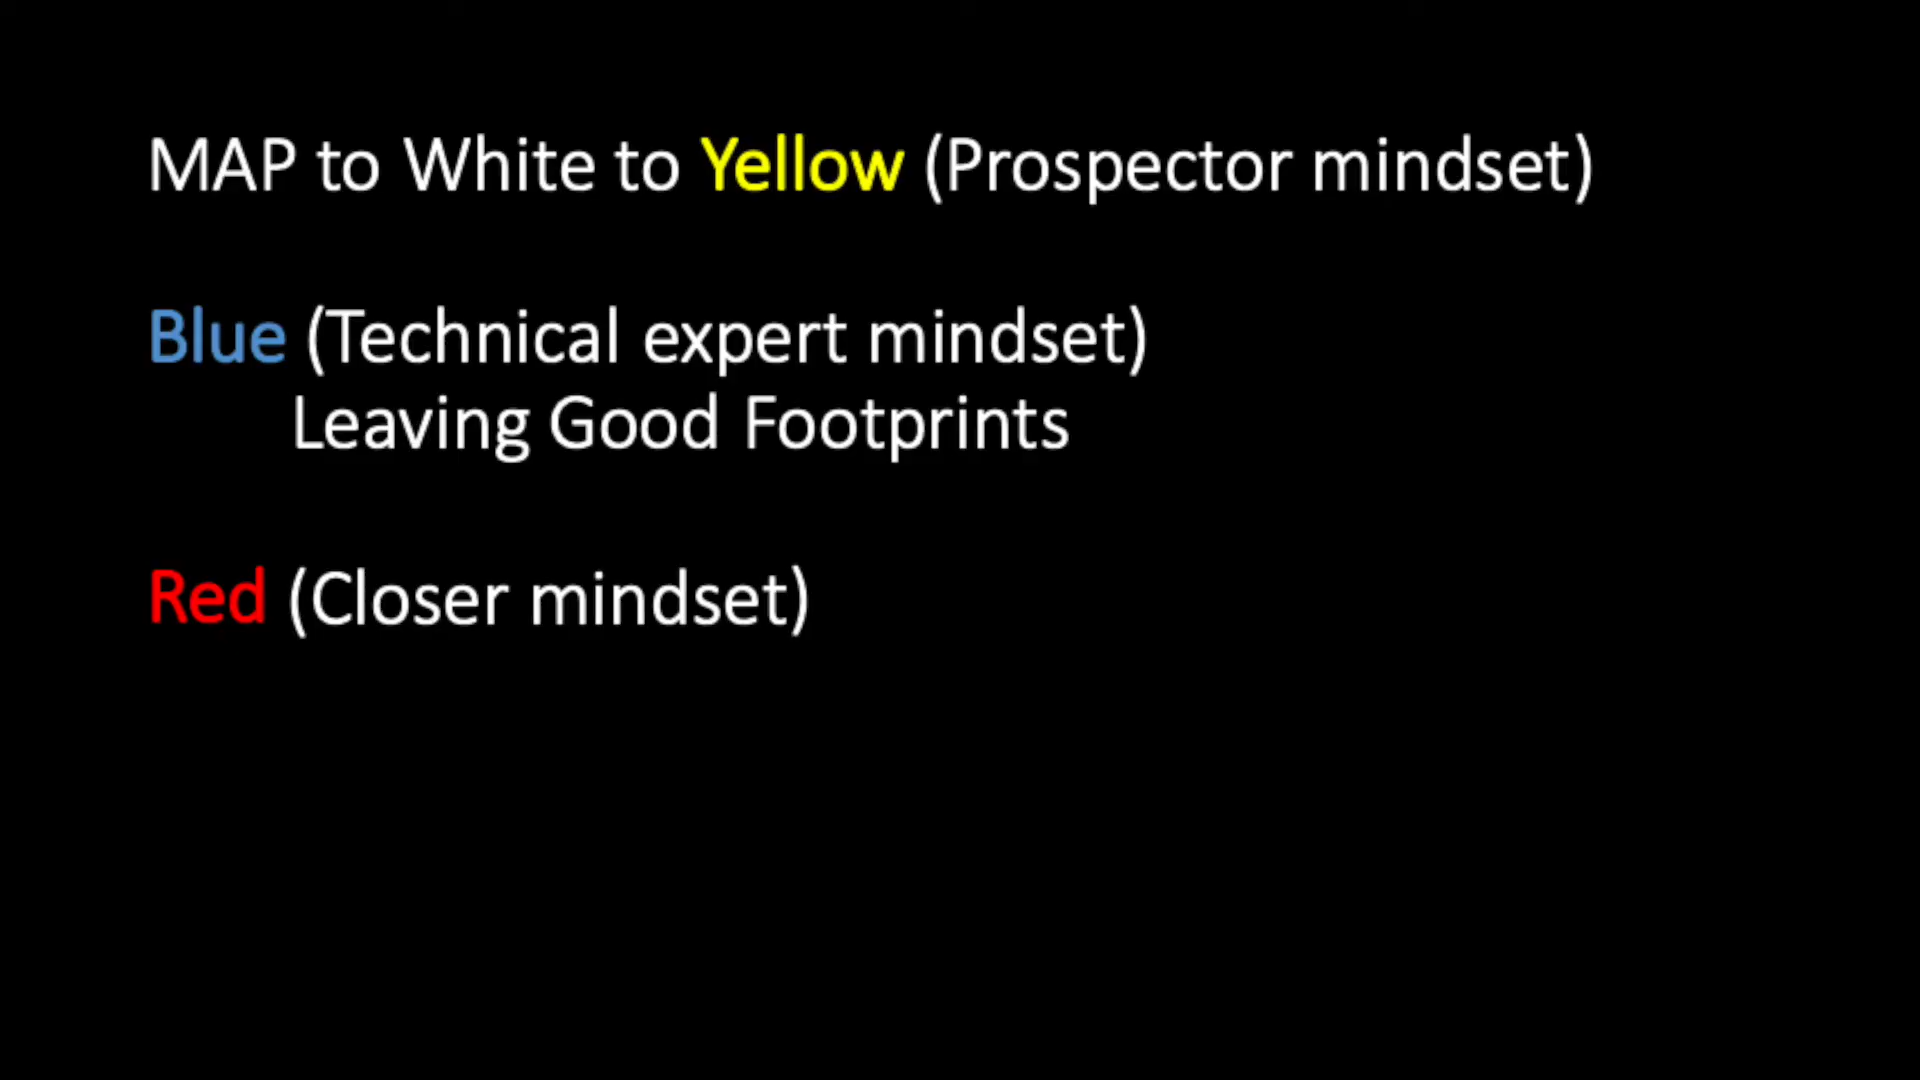 MAP to White to Yellow (Prospector mindset)
Blue (Technical expert mindset)
Leaving Good Footprints
Red (Closer mindset)